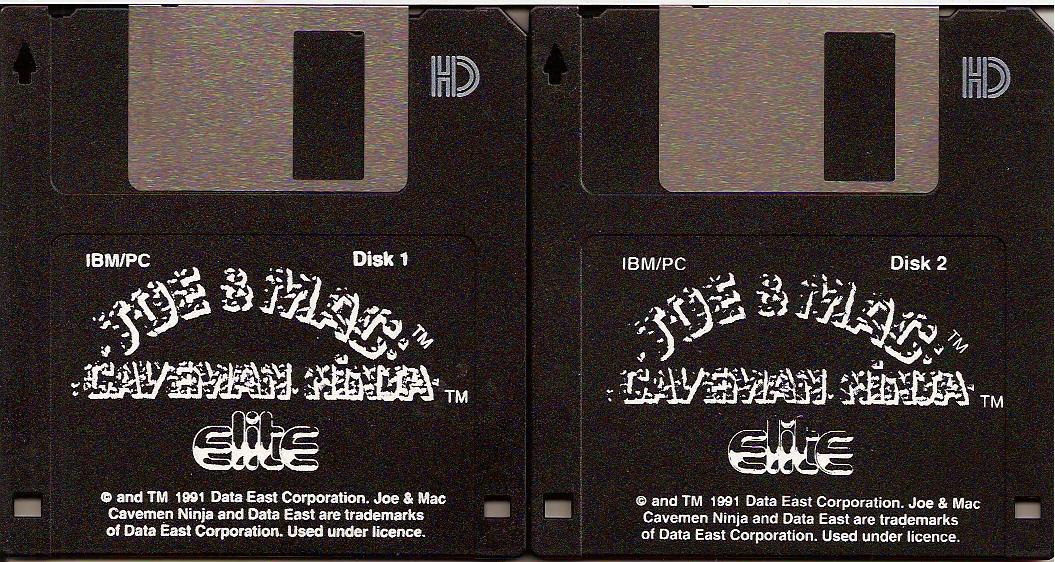 HD
IBM/PC Disk 1
JOE & MAC TM
CAVEMAN NINJA TM
elite
© and TM 1991 Data East Corporation. Joe & Mac
Cavemen Ninja and Data East are trademarks
of Data East Corporation. Used under licence.
HD
IBM/PC Disk 2
JOE & MAC TM
CAVEMAN NINJA TM
elite
© and TM 1991 Data East Corporation. Joe & Mac
Cavemen Ninja and Data East are trademarks
of Data East Corporation. Used under licence.